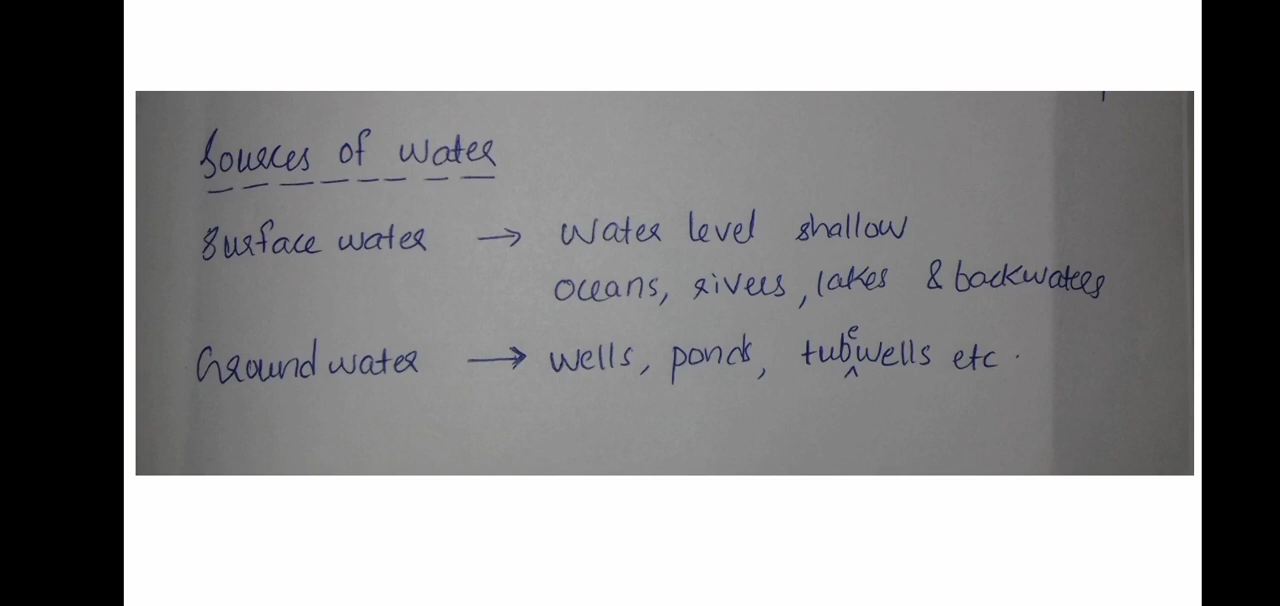 Sources of water
Surface water → Water level shallow
oceans, rivers, lakes & backwaters
Ground water → wells, ponds, tubewells etc.